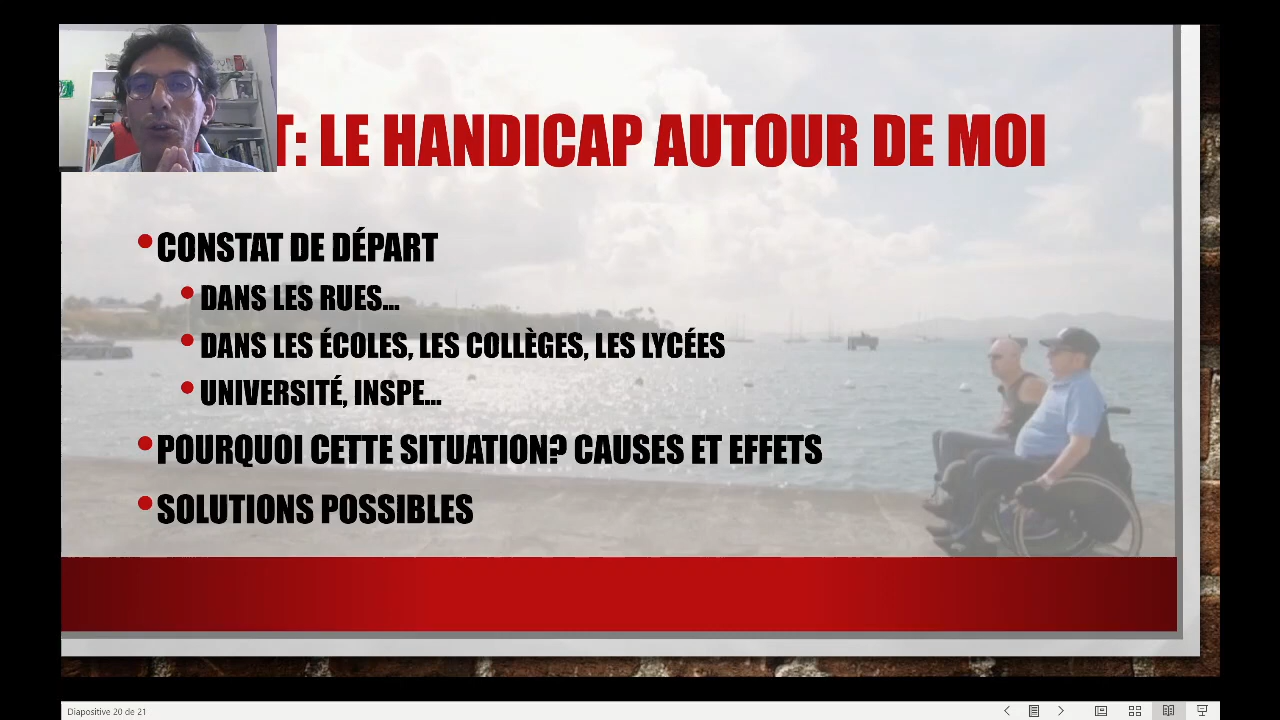 T: LE HANDICAP AUTOUR DE MOI
•CONSTAT DE DÉPART
•DANS LES RUES...
•DANS LES ÉCOLES, LES COLLÈGES, LES LYCÉES
•UNIVERSITÉ, INSPE...
•POURQUOI CETTE SITUATION? CAUSES ET EFFETS
•SOLUTIONS POSSIBLES
Diapositive 20 de 21